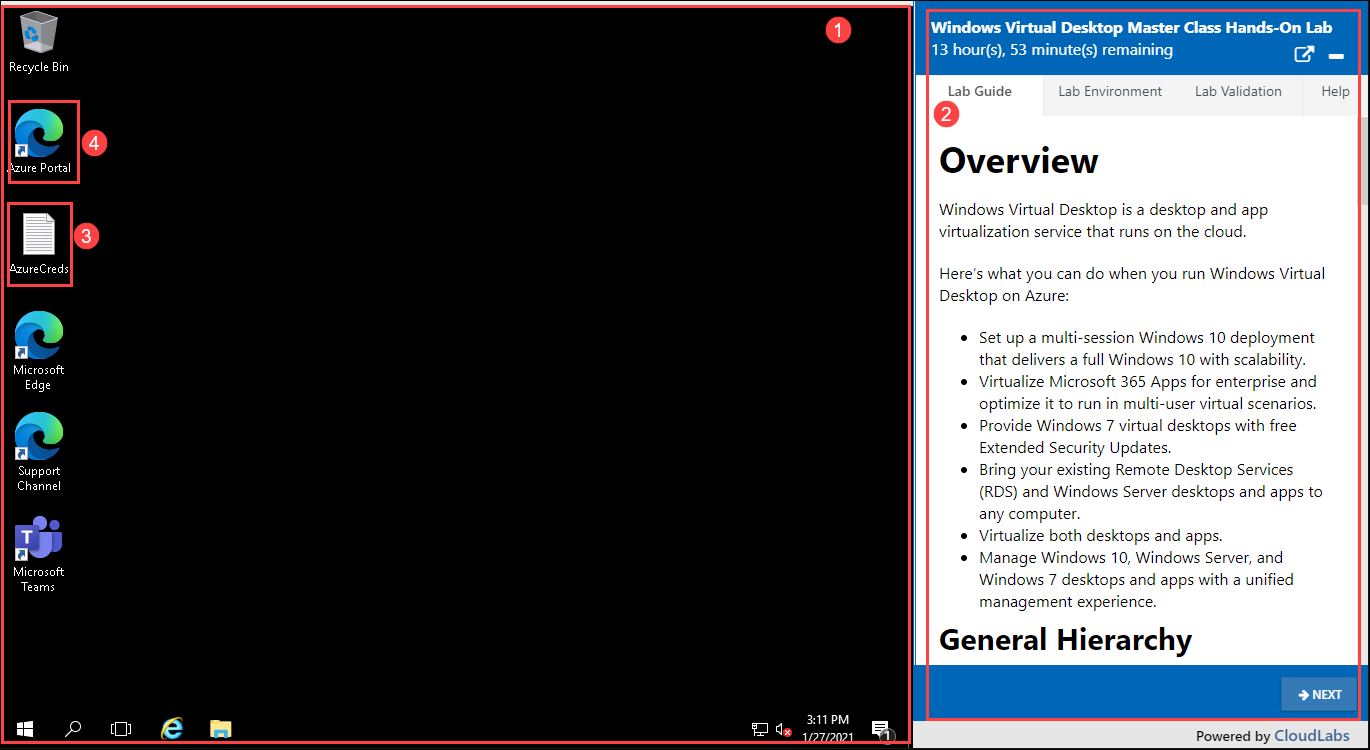 1
Recycle Bin
4
Azure Portal
3
AzureCreds
Microsoft
Edge
Support
Channel
T
Microsoft
Teams
3:11 PM
1/27/2021
1
Windows Virtual Desktop Master Class Hands-On Lab
13 hour(s), 53 minute(s) remaining
Lab Guide Lab Environment Lab Validation Help
2
Overview
Windows Virtual Desktop is a desktop and app
virtualization service that runs on the cloud.
Here's what you can do when you run Windows Virtual
Desktop on Azure:
• Set up a multi-session Windows 10 deployment
that delivers a full Windows 10 with scalability.
• Virtualize Microsoft 365 Apps for enterprise and
optimize it to run in multi-user virtual scenarios.
• Provide Windows 7 virtual desktops with free
Extended Security Updates.
• Bring your existing Remote Desktop Services
(RDS) and Windows Server desktops and apps to
any computer.
• Virtualize both desktops and apps.
• Manage Windows 10, Windows Server, and
Windows 7 desktops and apps with a unified
management experience.
General Hierarchy
NEXT
Powered by CloudLabs